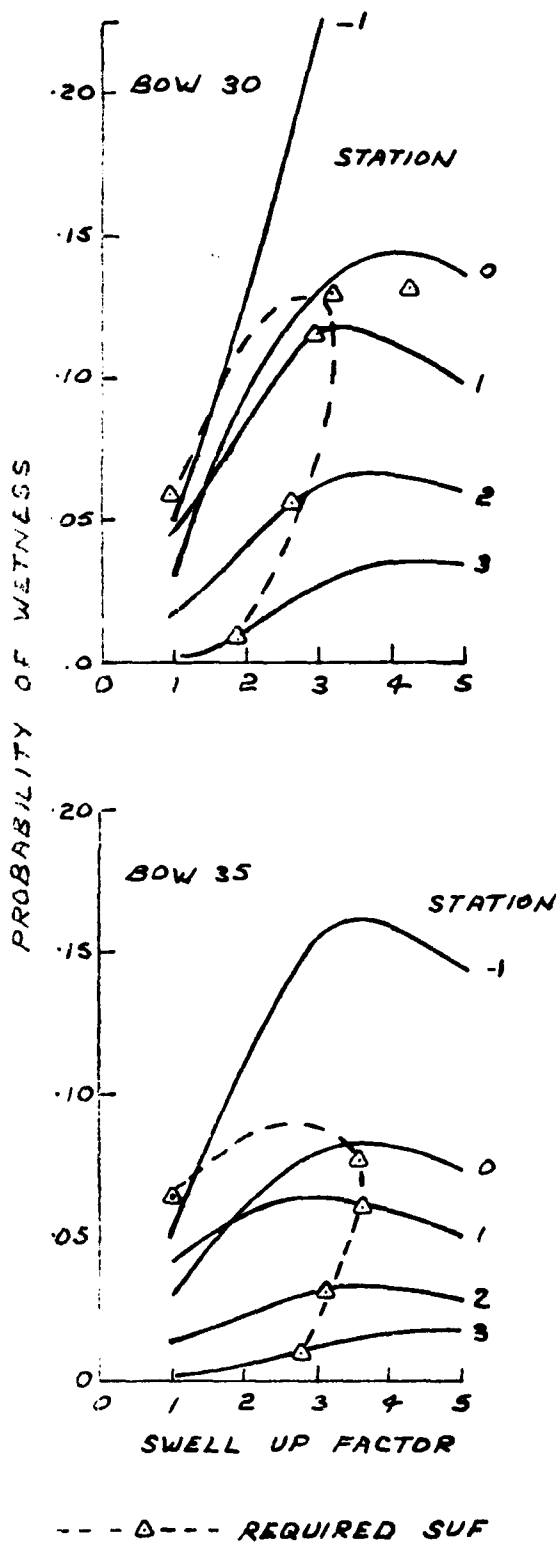 -1
.20
BOW 30
STATION
.15
0
1
.10
2
.05
3
.0
0 1 2 3 4 5
PROBABILITY OF WETNESS
.20
BOW 35
STATION
.15
-1
.10
0
.05
1
2
3
0
0 1 2 3 4 5
SWELL UP FACTOR
REQUIRED SUF